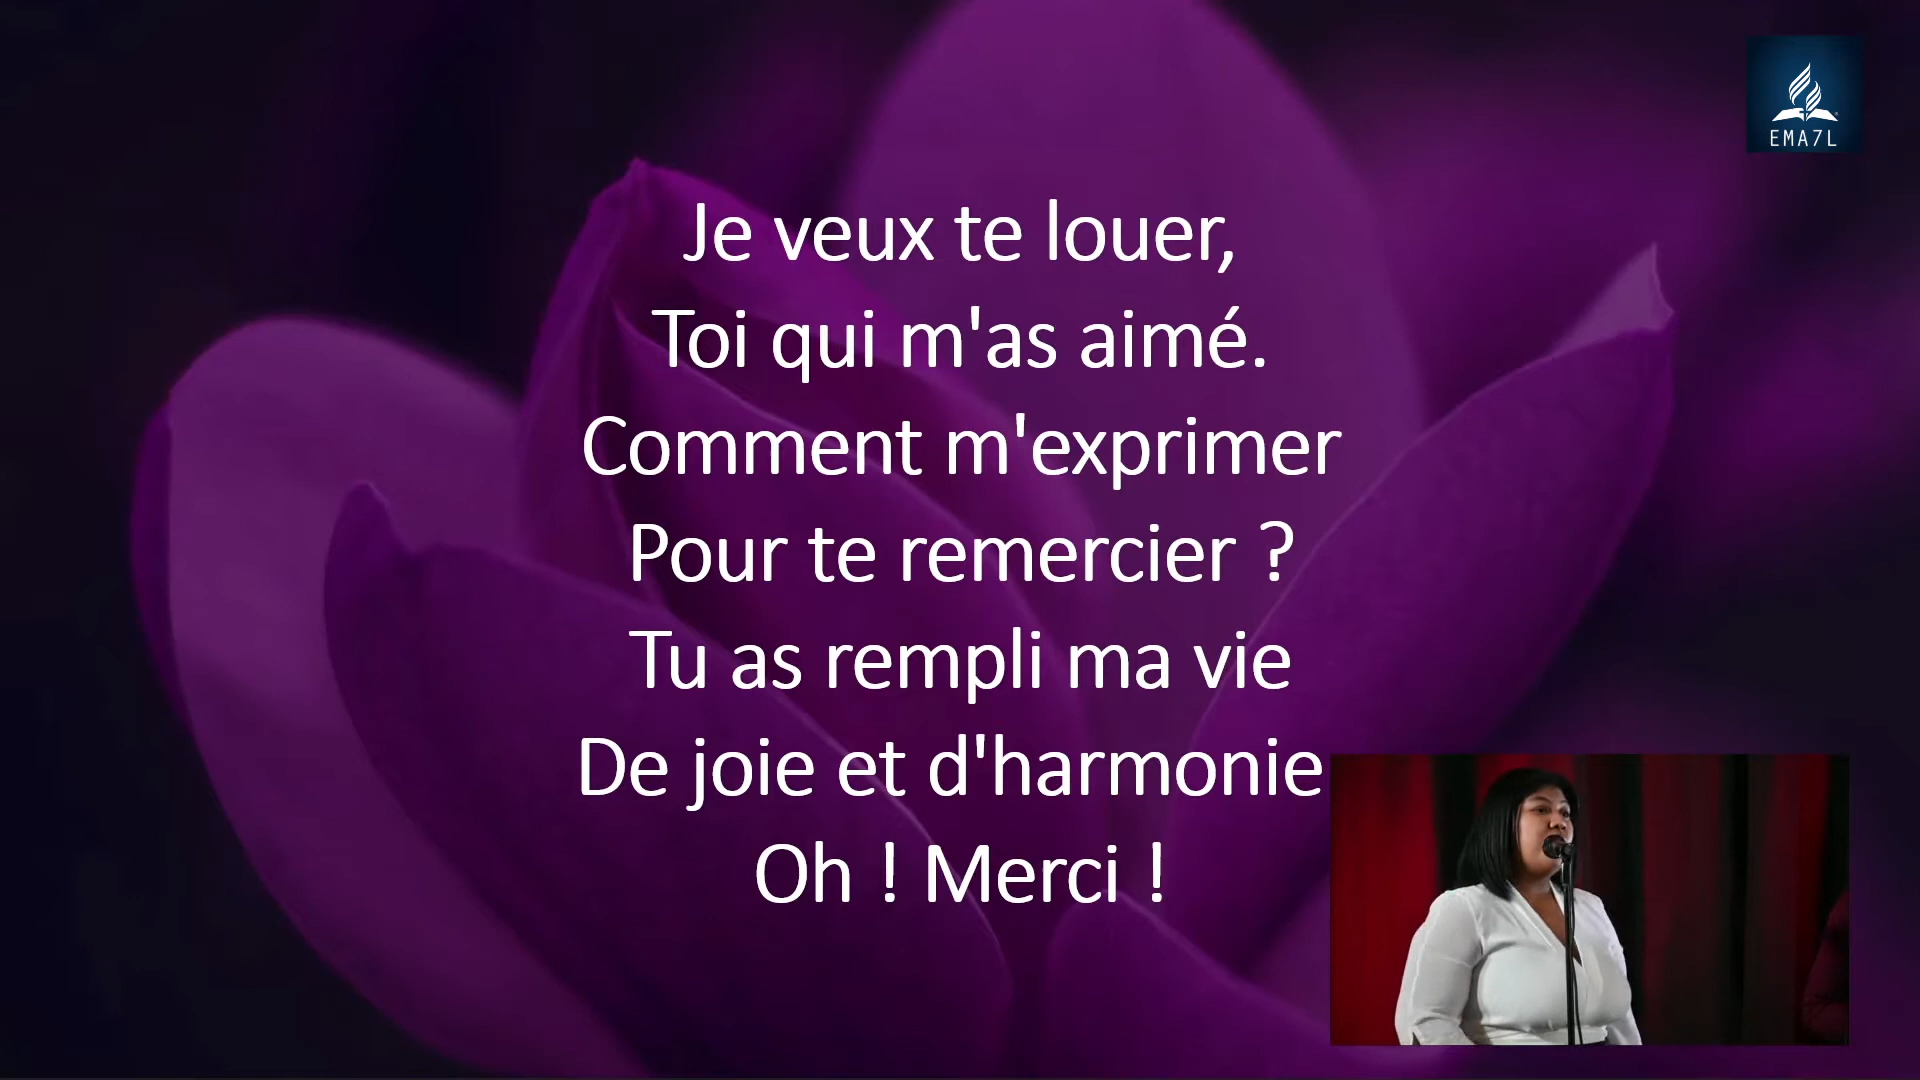 EMA7L
Je veux te louer,
Toi qui m'as aimé.
Comment m'exprimer
Pour te remercier ?
Tu as rempli ma vie
De joie et d'harmonie
Oh ! Merci !